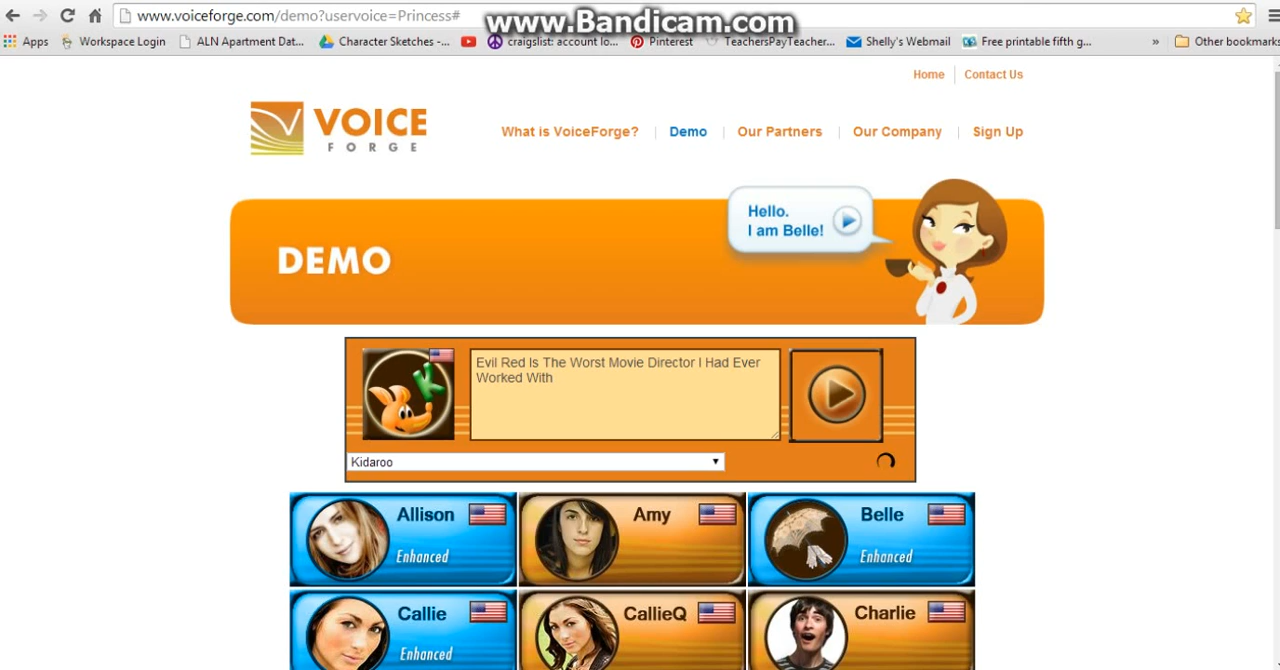 www.voiceforge.com/demo?uservoice=Princess#
www.Bandicam.com
Apps
Workspace Login
ALN Apartment Dat...
Character Sketches -...
craigslist: account lo...
Pinterest
TeachersPayTeacher...
Shelly's Webmail
Free printable fifth g...
»
Other bookmarks
Home
Contact Us
VOICE
FORGE
What is VoiceForge?
Demo
Our Partners
Our Company
Sign Up
DEMO
Hello.
I am Belle!
K
Evil Red Is The Worst Movie Director I Had Ever
Worked With
Kidaroo
Allison
Enhanced
Amy
Belle
Enhanced
Callie
Enhanced
CallieQ
Charlie